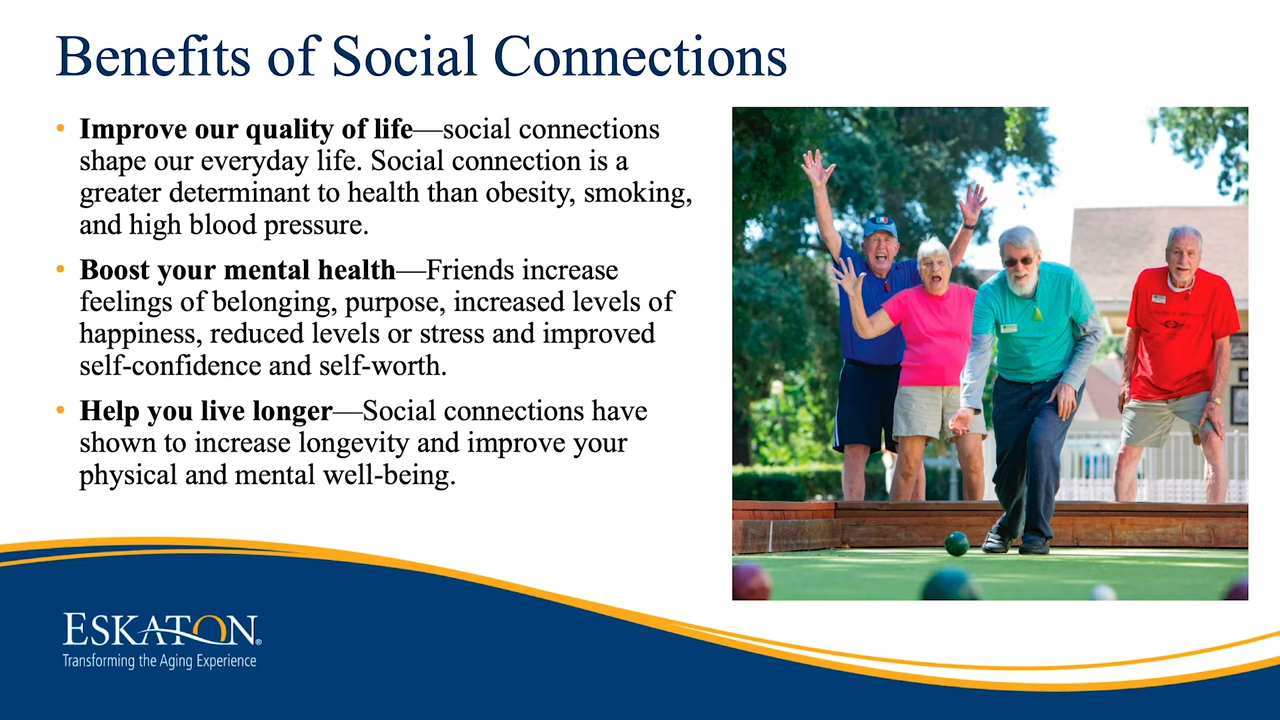 Benefits of Social Connections
• Improve our quality of life—social connections
shape our everyday life. Social connection is a
greater determinant to health than obesity, smoking,
and high blood pressure.
• Boost your mental health—Friends increase
feelings of belonging, purpose, increased levels of
happiness, reduced levels or stress and improved
self-confidence and self-worth.
• Help you live longer—Social connections have
shown to increase longevity and improve your
physical and mental well-being.
ESKATON®
Transforming the Aging Experience